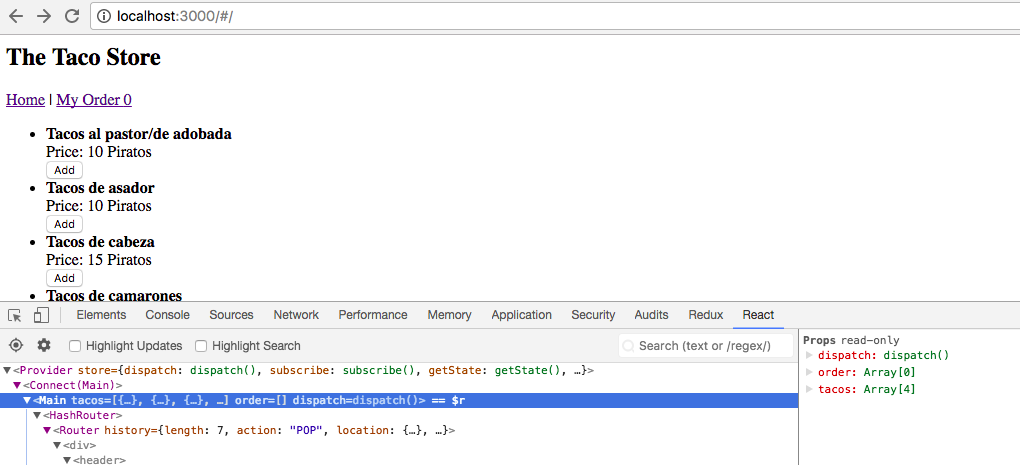 localhost:3000/#/
The Taco Store
Home | My Order 0
Tacos al pastor/de adobada
Price: 10 Piratos
Add
Tacos de asador
Price: 10 Piratos
Add
Tacos de cabeza
Price: 15 Piratos
Add
Tacos de camarones
Elements Console Sources Network Performance Memory Application Security Audits Redux React
Highlight Updates Highlight Search Search (text or /regex/)
<Provider store={dispatch: dispatch(), subscribe: subscribe(), getState: getState(), …}>
<Connect(Main)>
<Main tacos=[{…}, {…}, {…}, …] order=[] dispatch=dispatch()> == $r
<HashRouter>
<Router history={length: 7, action: "POP", location: {…}, …}>
<div>
<header>
Props read-only
dispatch: dispatch()
order: Array[0]
tacos: Array[4]